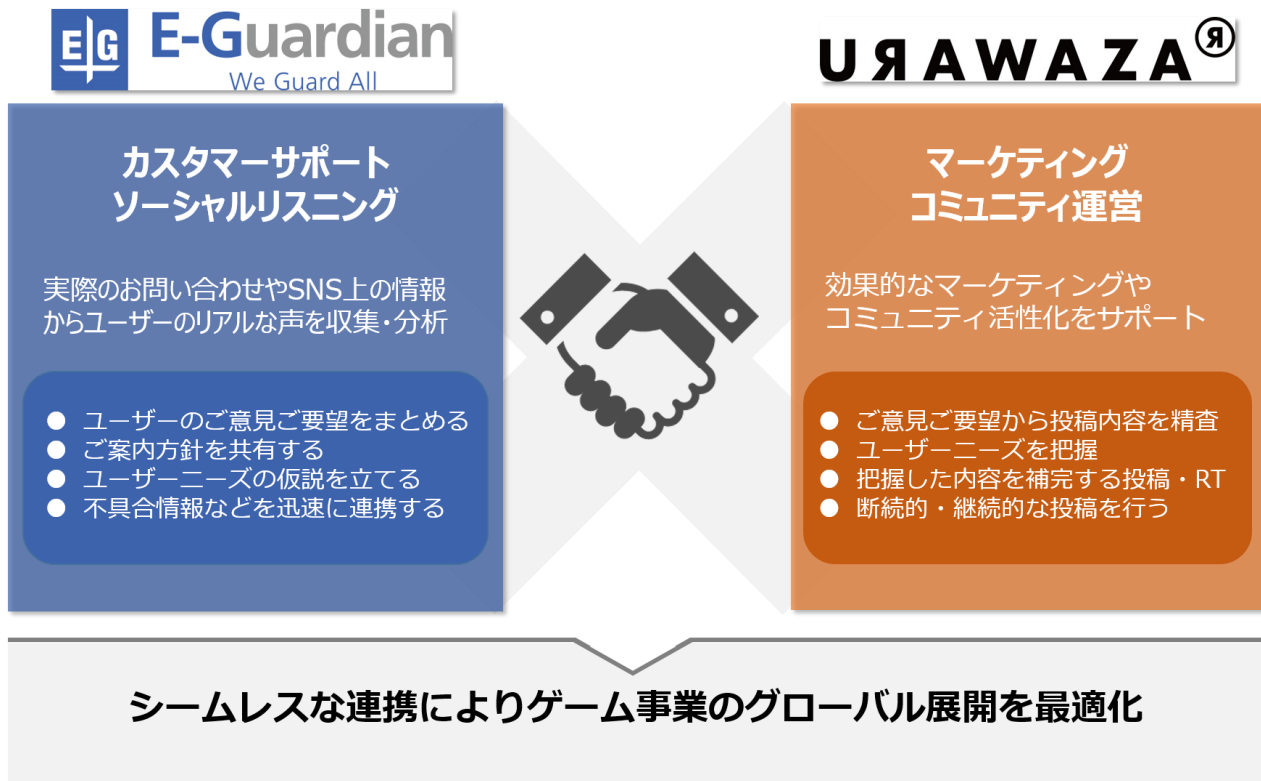 E-Guardian
We Guard All
URAWAZA
カスタマーサポート
ソーシャルリスニング
実際のお問い合わせやSNS上の情報
からユーザーのリアルな声を収集・分析
● ユーザーのご意見ご要望をまとめる
● ご案内方針を共有する
● ユーザーニーズの仮説を立てる
● 不具合情報などを迅速に連携する
マーケティング
コミュニティ運営
効果的なマーケティングや
コミュニティ活性化をサポート
● ご意見ご要望から投稿内容を精査
● ユーザーニーズを把握
● 把握した内容を補完する投稿・RT
● 断続的・継続的な投稿を行う
シームレスな連携によりゲーム事業のグローバル展開を最適化